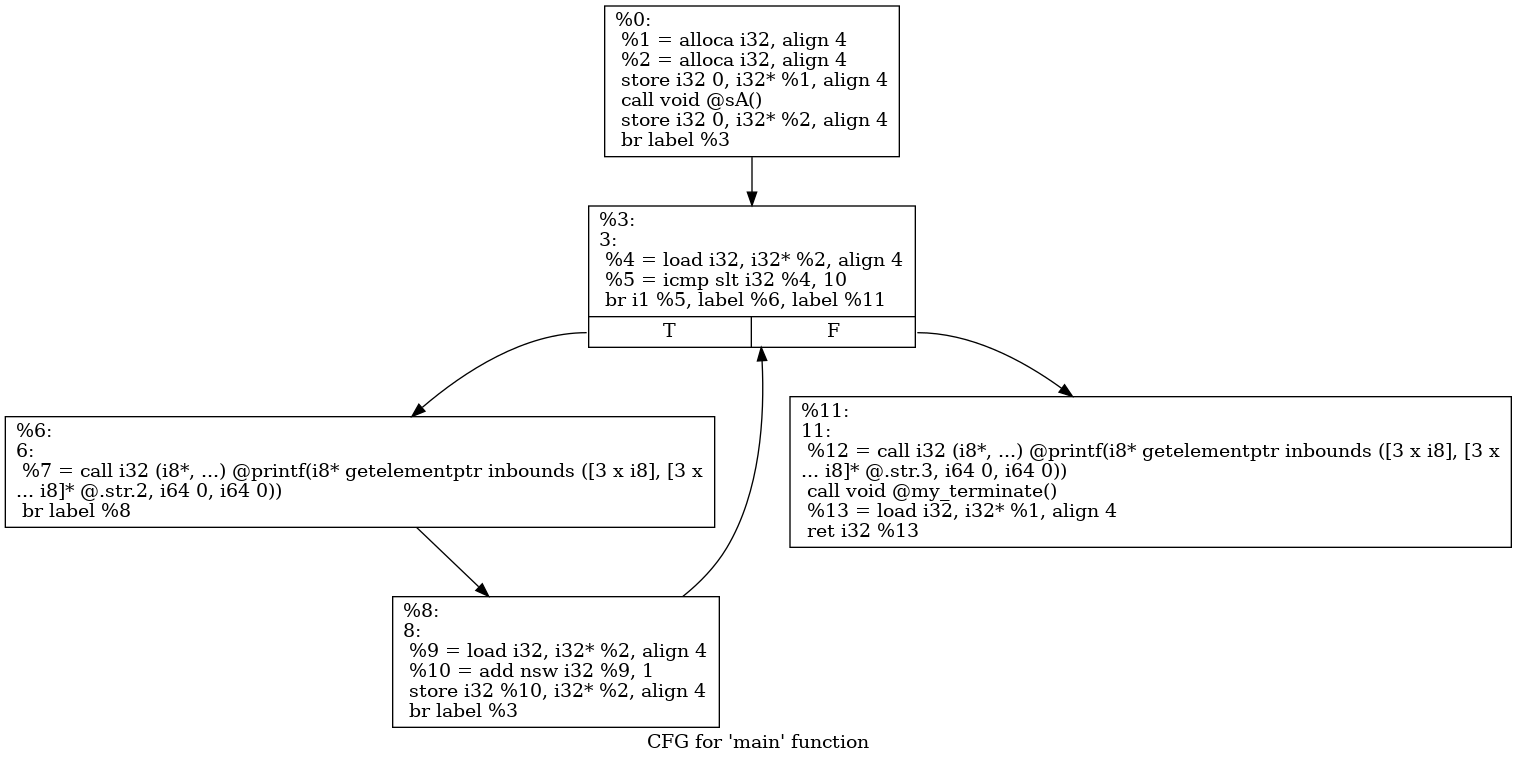 %0:
%1 = alloca i32, align 4
%2 = alloca i32, align 4
store i32 0, i32* %1, align 4
call void @sA()
store i32 0, i32* %2, align 4
br label %3
%3:
3:
%4 = load i32, i32* %2, align 4
%5 = icmp slt i32 %4, 10
br i1 %5, label %6, label %11
T
F
%6:
6:
%7 = call i32 (i8*, ...) @printf(i8* getelementptr inbounds ([3 x i8], [3 x
... i8]* @.str.2, i64 0, i64 0))
br label %8
%11:
11:
%12 = call i32 (i8*, ...) @printf(i8* getelementptr inbounds ([3 x i8], [3 x
... i8]* @.str.3, i64 0, i64 0))
call void @my_terminate()
%13 = load i32, i32* %1, align 4
ret i32 %13
%8:
8:
%9 = load i32, i32* %2, align 4
%10 = add nsw i32 %9, 1
store i32 %10, i32* %2, align 4
br label %3
CFG for 'main' function